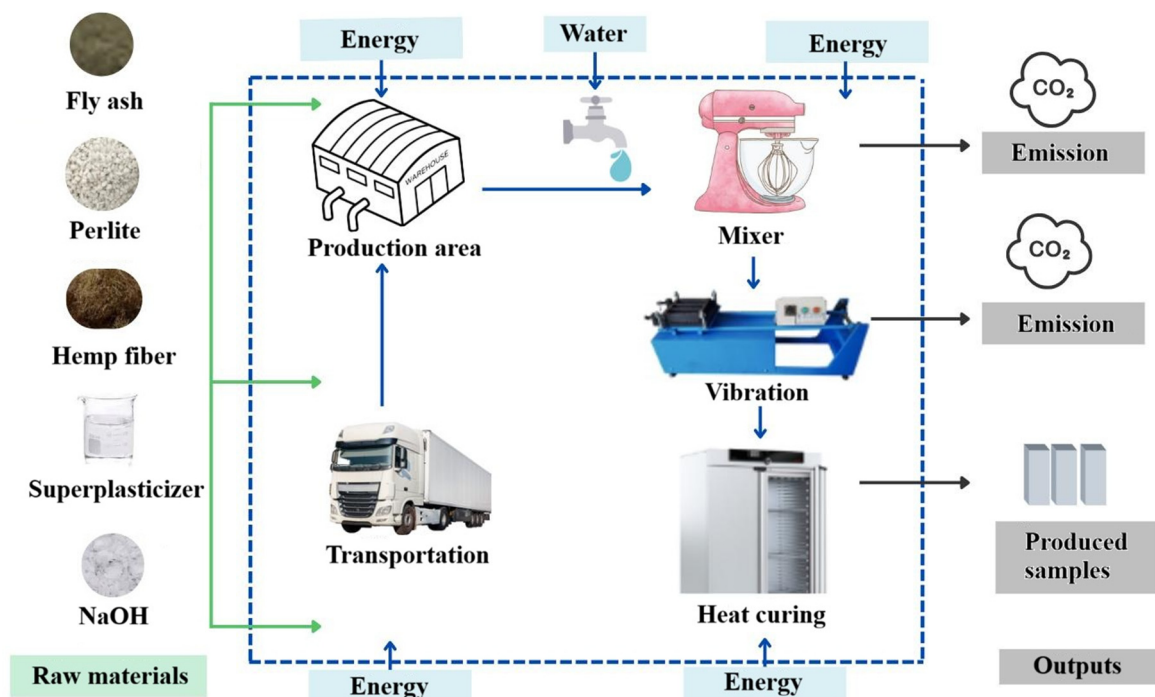 Energy
Water
Energy
Fly ash
Perlite
Hemp fiber
Superplasticizer
NaOH
Raw materials
WAREHOUSE
Production area
Transportation
Mixer
Vibration
Heat curing
Energy
Energy
CO₂
Emission
CO₂
Emission
Produced
samples
Outputs